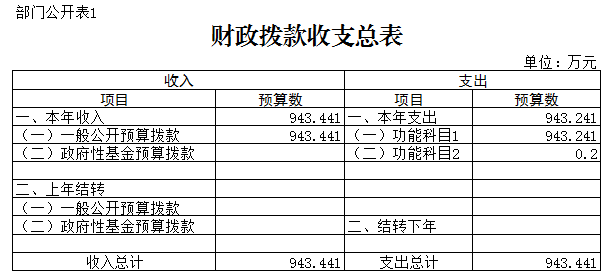 部门公开表1
财政拨款收支总表
单位：万元
收入 支出
项目 预算数 项目 预算数
一、本年收入 943.441 一、本年支出 943.241
（一）一般公开预算拨款 943.441 （一）功能科目1 943.241
（二）政府性基金预算拨款 （二）功能科目2 0.2
二、上年结转
（一）一般公开预算拨款
（二）政府性基金预算拨款 二、结转下年
收入总计 943.441 支出总计 943.441